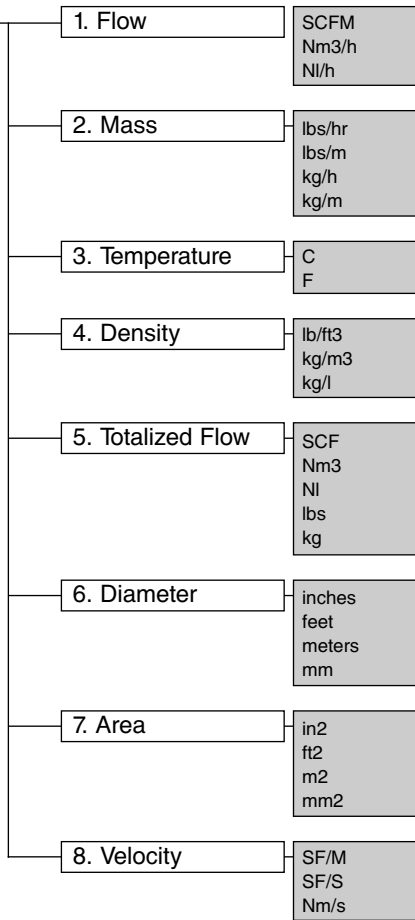 1. Flow
SCFM
Nm3/h
Nl/h
2. Mass
lbs/hr
lbs/m
kg/h
kg/m
3. Temperature
C
F
4. Density
lb/ft3
kg/m3
kg/l
5. Totalized Flow
SCF
Nm3
Nl
lbs
kg
6. Diameter
inches
feet
meters
mm
7. Area
in2
ft2
m2
mm2
8. Velocity
SF/M
SF/S
Nm/s